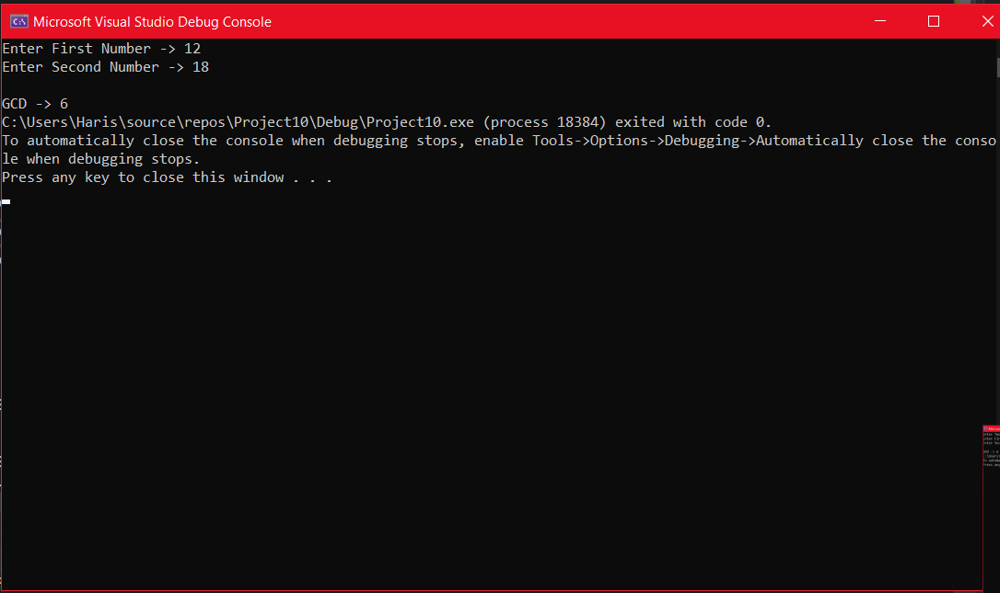 Microsoft Visual Studio Debug Console
Enter First Number -> 12
Enter Second Number -> 18
GCD -> 6
C:\Users\Haris\source\repos\Project10\Debug\Project10.exe (process 18384) exited with code 0.
To automatically close the console when debugging stops, enable Tools->Options->Debugging->Automatically close the conso
le when debugging stops.
Press any key to close this window . . .